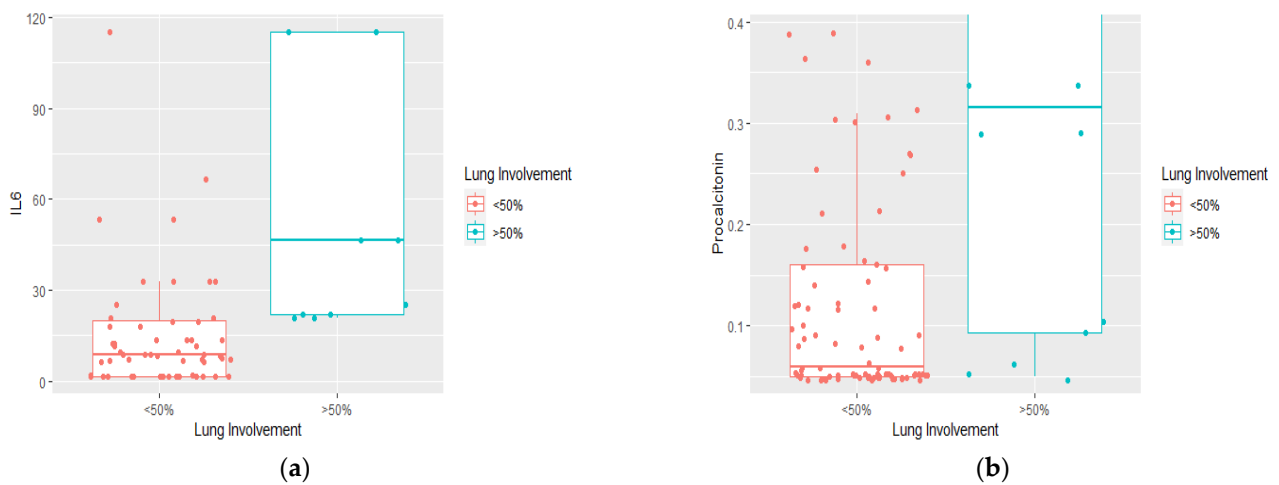 120
90
60
30
0
IL6
<50%
>50%
Lung Involvement
Lung Involvement
<50%
>50%
(a)
0.4
0.3
0.2
0.1
Procalcitonin
<50%
>50%
Lung Involvement
Lung Involvement
<50%
>50%
(b)